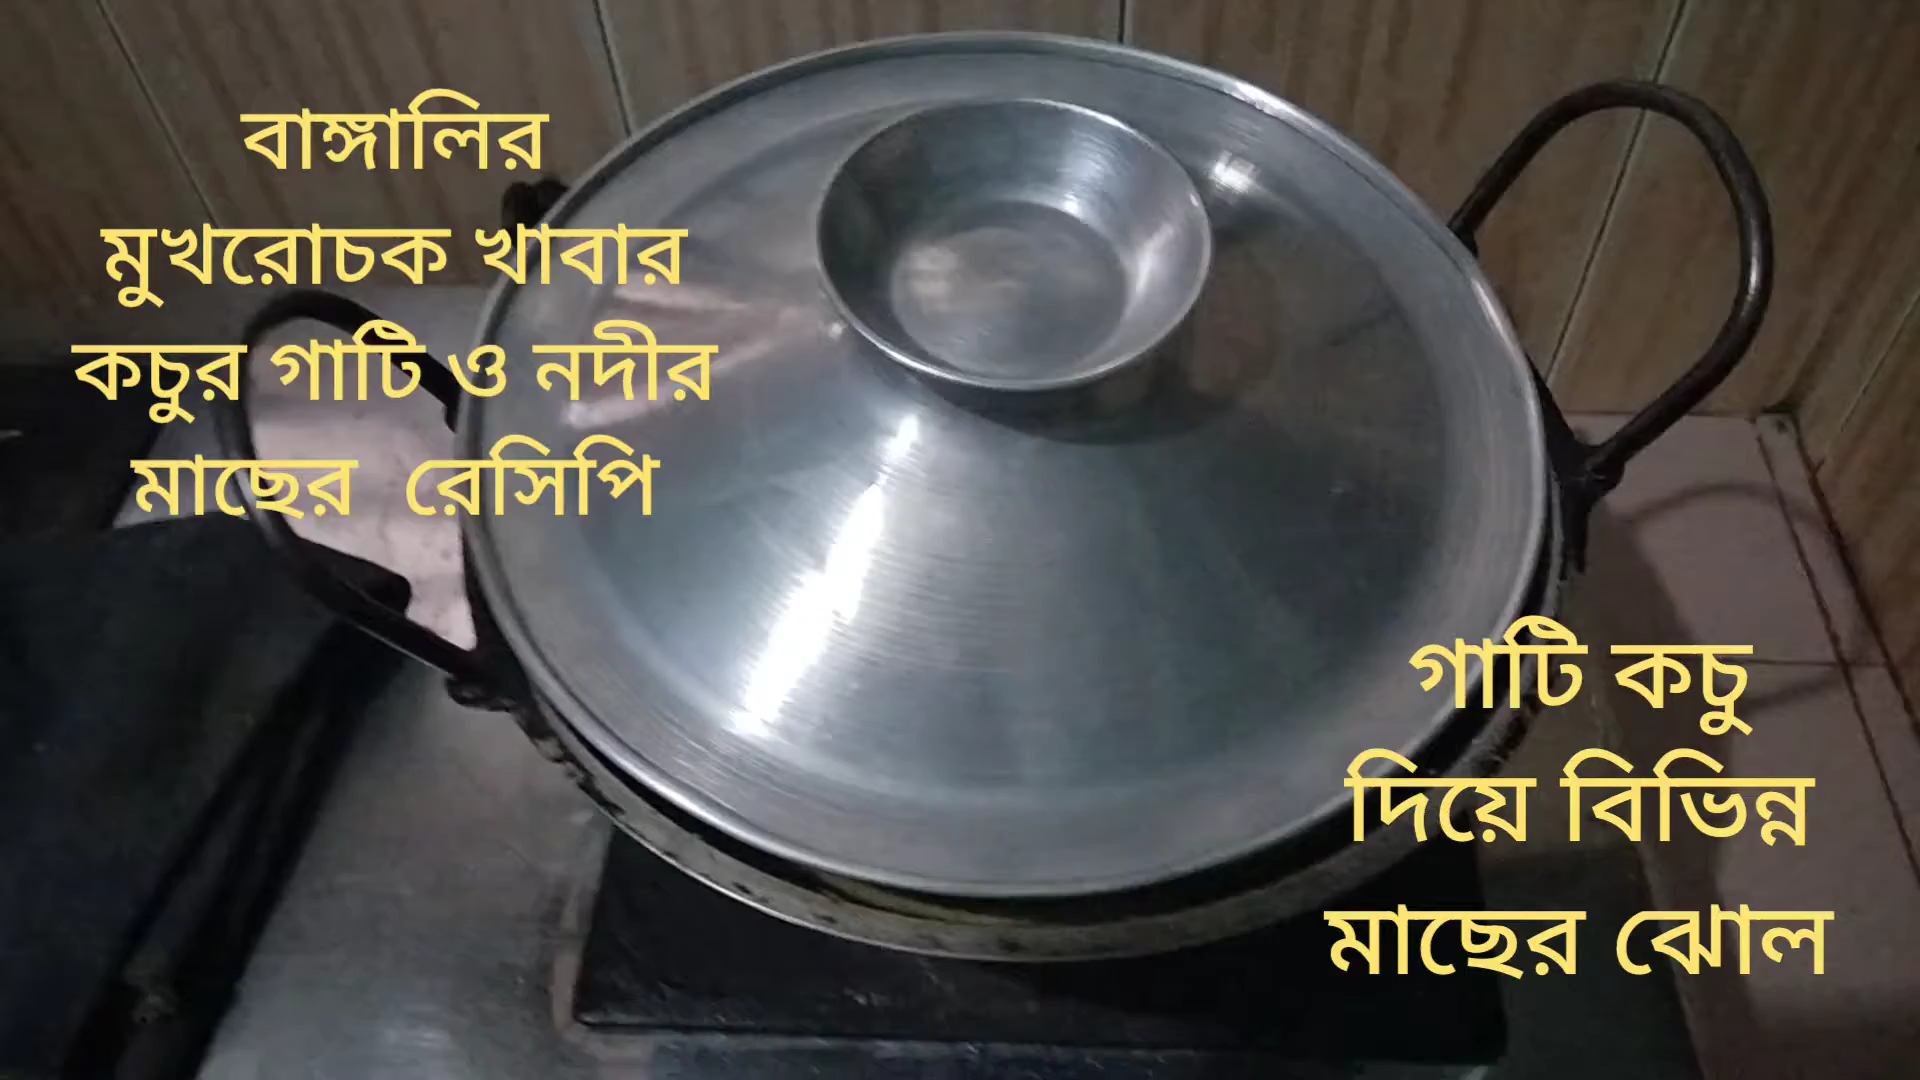 বাঙ্গালির
মুখরোচক খাবার
কচুর গাটি ও নদীর
মাছের রেসিপি
গাটি কচু
দিয়ে বিভিন্ন
মাছের ঝোল